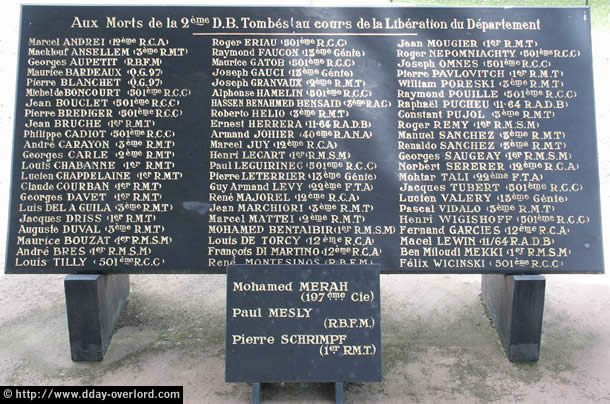 Aux Morts de la 2ème D.B. Tombés au cours de la Libération du Département
Marcel ANDREI (12ème R.C.A)
Macklouf ANSELLEM (3ème R.M.T)
Georges AUPETIT (R.B.F.M)
Maurice BARDEAUX (Q.G.97)
Pierre BLANCHET (Q.G.97)
Michel de BONCOURT (501ème R.C.C)
Jean BOUCLET (501ème R.C.C)
Pierre BREDIGER (501ème R.C.C)
Jean BRUCHE (1er R.M.T)
Philippe CADIOT (501ème R.C.C)
André CARAYON (3ème R.M.T)
Georges CARLE (2ème R.M.T)
Louis CHABANNE (1er R.M.T)
Lucien CHAPDELAINE (1er R.M.T)
Claude COURBAN (1er R.M.T)
Georges DAVET (1er R.M.T)
Luis DEL A GUILA (3ème R.M.T)
Jacques DRISS (1er R.M.T)
Auguste DUVAL (3ème R.M.T)
Maurice BOUZAT (4er R.M.S.M)
André BRES (1er R.M.S.M)
Louis TILLY (501ème R.C.C)
Roger ERIAU (501ème R.C.C)
Raymond FAUCON (13ème Génie)
Maurice GATOB (501ème R.C.C)
Joseph GAUCI (13ème Génie)
Joseph GRANVAUX (2ème R.M.T)
Alphonse HAMELIN (501ème R.C.C)
HASSEN BENAHMED BENSAID (3ème R.A.C)
Roberto HELIO (3ème R.M.T)
Ernest HERRERA (11/64 R.A.D.B)
Armand JOHIER (40ème R.A.N.A)
Marcel JUY (12ème R.C.A)
Henri LECART (1er R.M.S.M)
Paul LEGUIRINEC (501ème R.C.C)
Pierre LETERRIER (13ème Génie)
Guy Armand LEVY (22ème F.T.A)
René MAJOREL (12ème R.C.A)
Jean MARCHIORI (3ème R.M.T)
Marcel MATTEI (2ème R.M.T)
MOHAMED BENTAIBIR (1er R.M.S.M)
Louis DE TORCY (12ème R.C.A)
François DI MARTINO (12ème R.C.A)
René MONTESINOS (R.B.F.M)
Jean MOUGIER (1er R.M.T)
Roger NEPOMNIACHTY (501ème R.C.C)
Joseph OMNES (501ème R.C.C)
Pierre PAVLOVITCH (1er R.M.T)
William PORESKI (3ème R.M.T)
Raymond POUILLE (501ème R.C.C)
Raphaël PUCHEU (11-64 R.A.D.B)
Constant PUJOL (3ème R.M.T)
Roger REMY (1er R.M.S.M)
Manuel SANCHEZ (3ème R.M.T)
Renaldo SANCHEZ (3ème R.M.T)
Georges SAUGEAY (1er R.M.S.M)
Norbert SERERER (12ème R.C.A)
Mohtar TALI (22ème F.T.A)
Jacques TUBERT (501ème R.C.C)
Lucien VALERY (13ème Génie)
Pascal VIDALO (3ème R.M.T)
Henri WIGISHOFF (501ème R.C.C)
Fernand GARCIES (12ème R.C.A)
Macel LEWIN (11/64 R.A.D.B)
Ben Miloudi MEKKI (1er R.M.S.M)
Félix WICINSKI (501ème R.C.C)
Mohamed MERAH
(197ème Cie)
Paul MESLY
(R.B.F.M.)
Pierre SCHRIMPF
(1er R.M.T.)
© http://www.dday-overlord.com